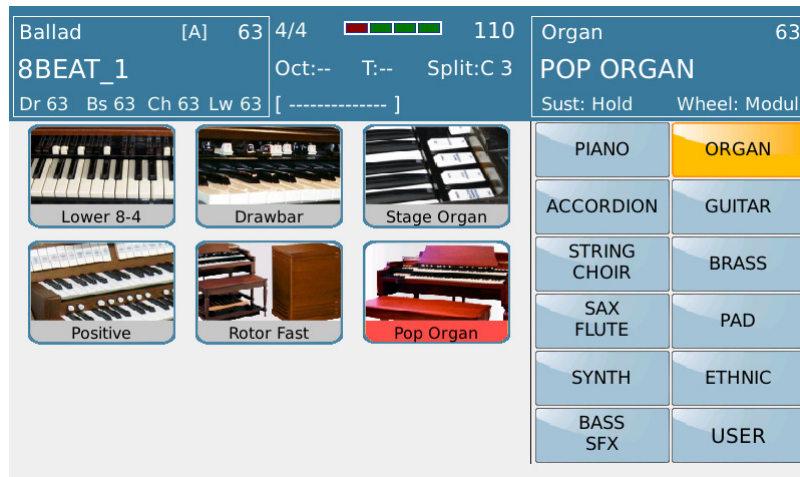 Ballad [A] 63
8BEAT_1
Dr 63 Bs 63 Ch 63 Lw 63
4/4 110
Oct:-- T:-- Split:C 3
[ -------------- ]
Organ 63
POP ORGAN
Sust: Hold Wheel: Modul
Lower 8-4
Drawbar
Stage Organ
Positive
Rotor Fast
Pop Organ
PIANO
ORGAN
ACCORDION
GUITAR
STRING
CHOIR
BRASS
SAX
FLUTE
PAD
SYNTH
ETHNIC
BASS
SFX
USER